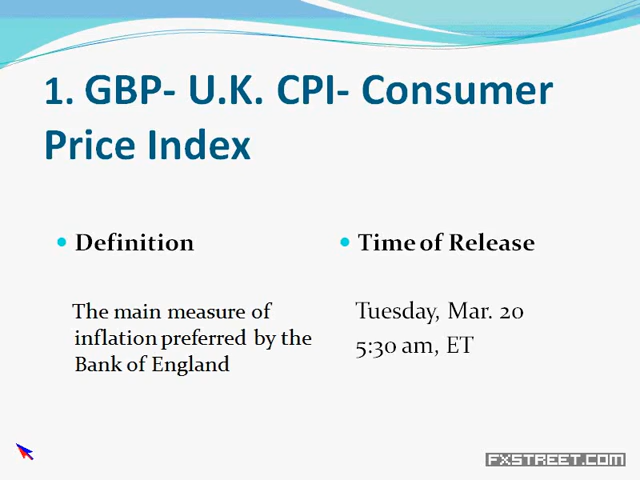 1. GBP- U.K. CPI- Consumer
Price Index
Definition
The main measure of
inflation preferred by the
Bank of England
Time of Release
Tuesday, Mar. 20
5:30 am, ET
FXSTREET.COM